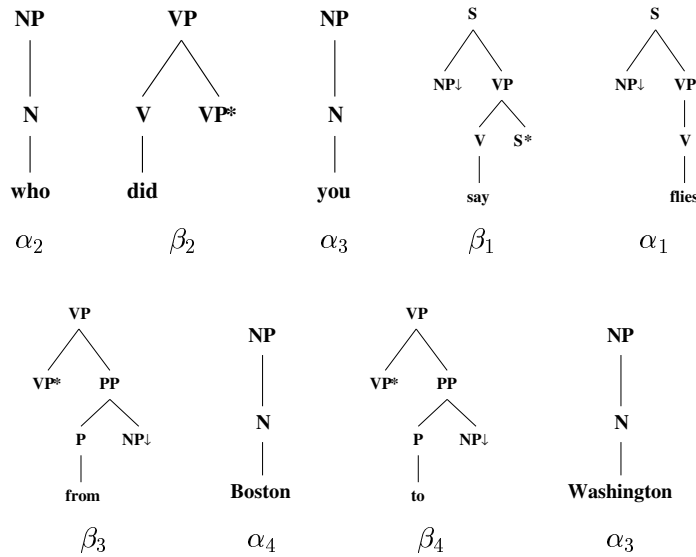 NP VP NP S S
NP↓ VP NP↓ VP
N V VP* N V S* V
who did you say flies
α2 β2 α3 β1 α1
VP NP VP NP
VP* PP VP* PP
N N
P NP↓ P NP↓
from Boston to Washington
β3 α4 β4 α3